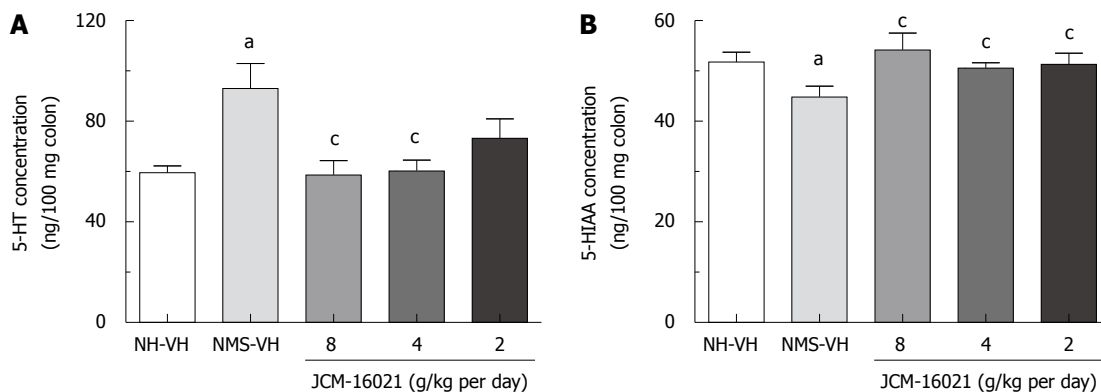 A
120
80
40
0
5-HT concentration
(ng/100 mg colon)
a
c
c
NH-VH NMS-VH 8 4 2
JCM-16021 (g/kg per day)
B
60
40
20
0
5-HIAA concentration
(ng/100 mg colon)
a
c
c
c
NH-VH NMS-VH 8 4 2
JCM-16021 (g/kg per day)